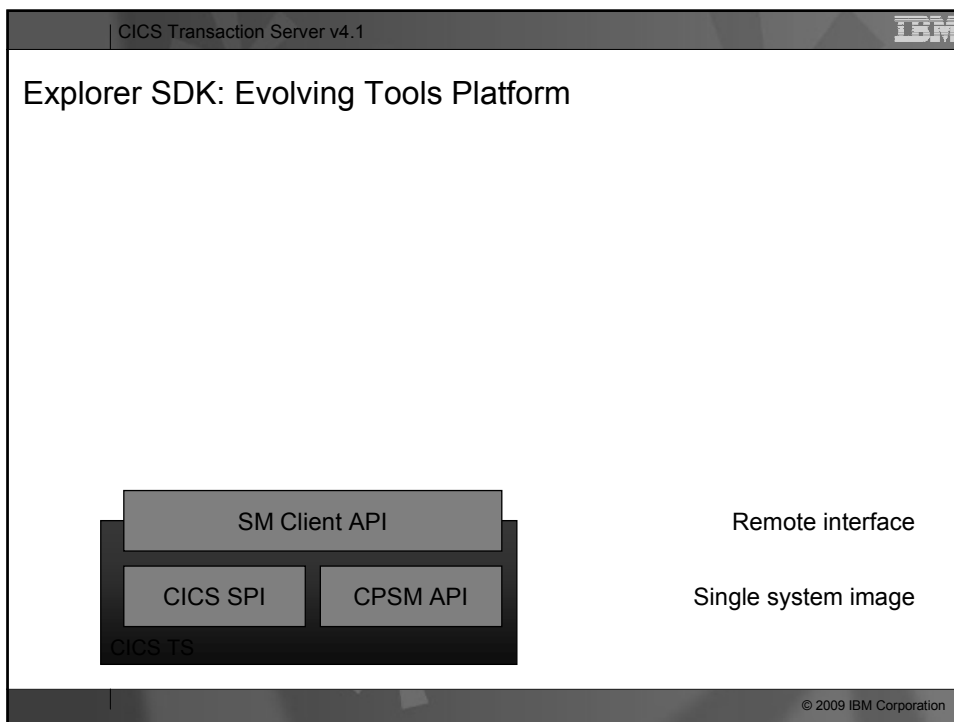 CICS Transaction Server v4.1
IBM
Explorer SDK: Evolving Tools Platform
SM Client API
Remote interface
CICS SPI
CPSM API
Single system image
CICS TS
© 2009 IBM Corporation